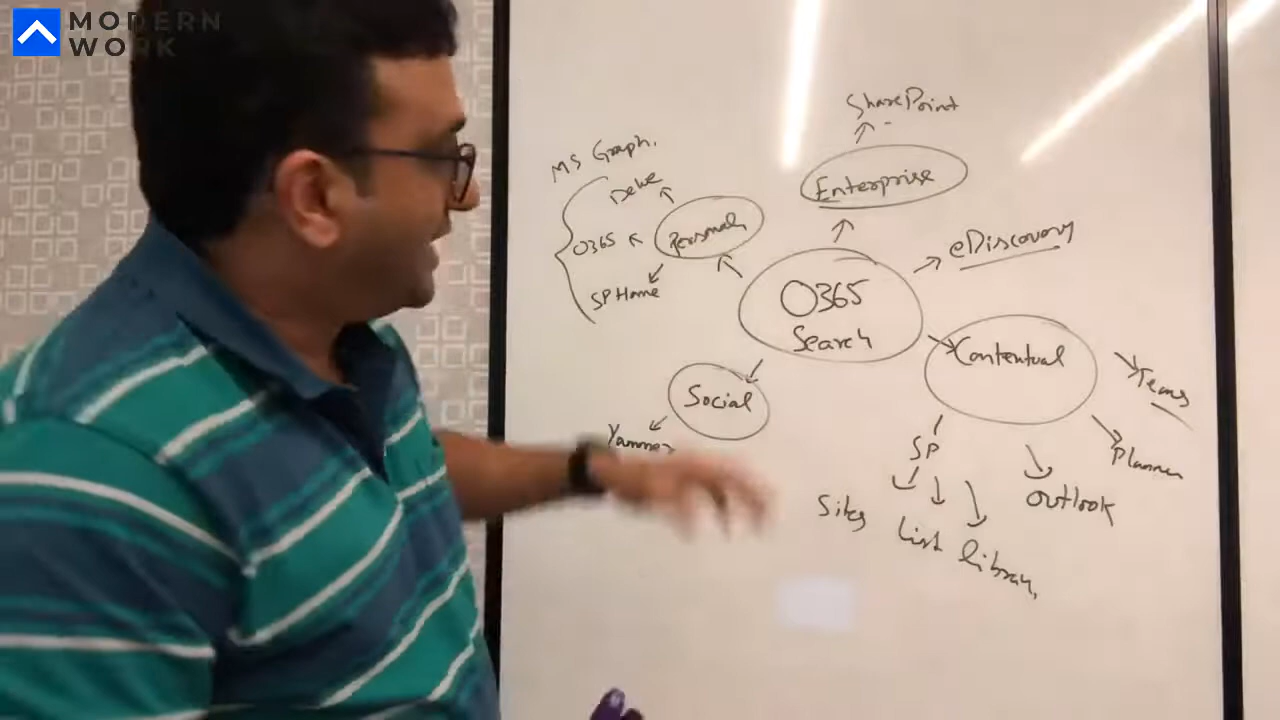 MODERN
WORK
SharePoint
MS Graph.
Delve
Enterprise
Personal
O365
eDiscovery
SP Home
O365
Search
Contextual
Teams
Social
Yammer
SP
Planner
Outlook
Sites
List
library